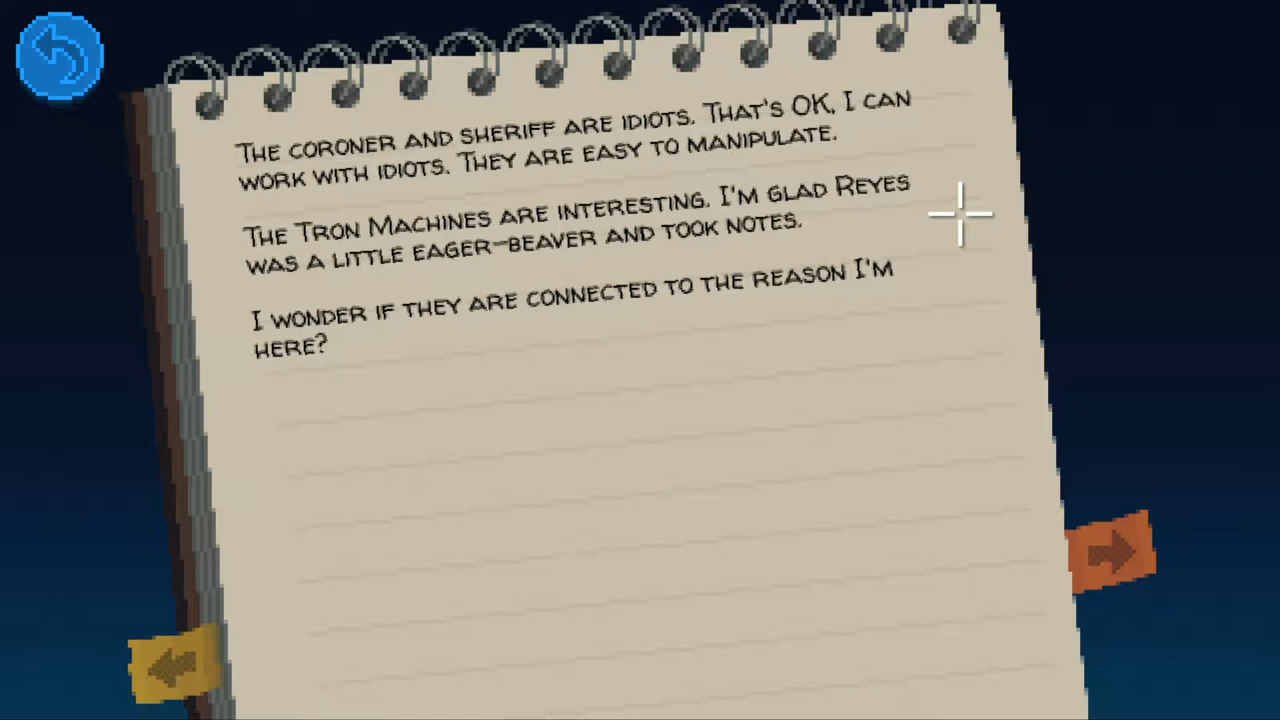 The coroner and sheriff are idiots. That's OK, I can
work with idiots. They are easy to manipulate.
The Tron Machines are interesting. I'm glad Reyes
was a little eager-beaver and took notes.
I wonder if they are connected to the reason I'm
here?